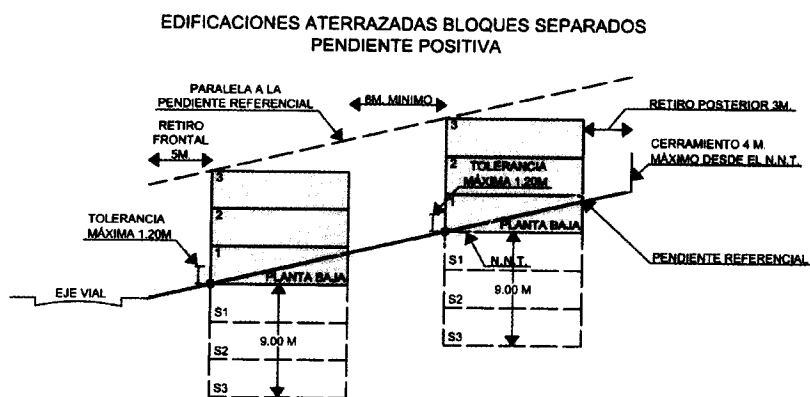 EDIFICACIONES ATERRAZADAS BLOQUES SEPARADOS
PENDIENTE POSITIVA
PARALELA A LA
PENDIENTE REFERENCIAL
6M. MINIMO
RETIRO POSTERIOR 3M.
RETIRO
FRONTAL
5M
CERRAMIENTO 4 M.
MÁXIMO DESDE EL N.N.T.
3
2
TOLERANCIA
MÁXIMA 1.20M
1
PLANTA BAJA
3
2
1
PLANTA BAJA
TOLERANCIA
MÁXIMA 1.20M
N.N.T.
PENDIENTE REFERENCIAL
EJE VIAL
S1
S2
S3
9.00 M
S1
S2
S3
9.00 M